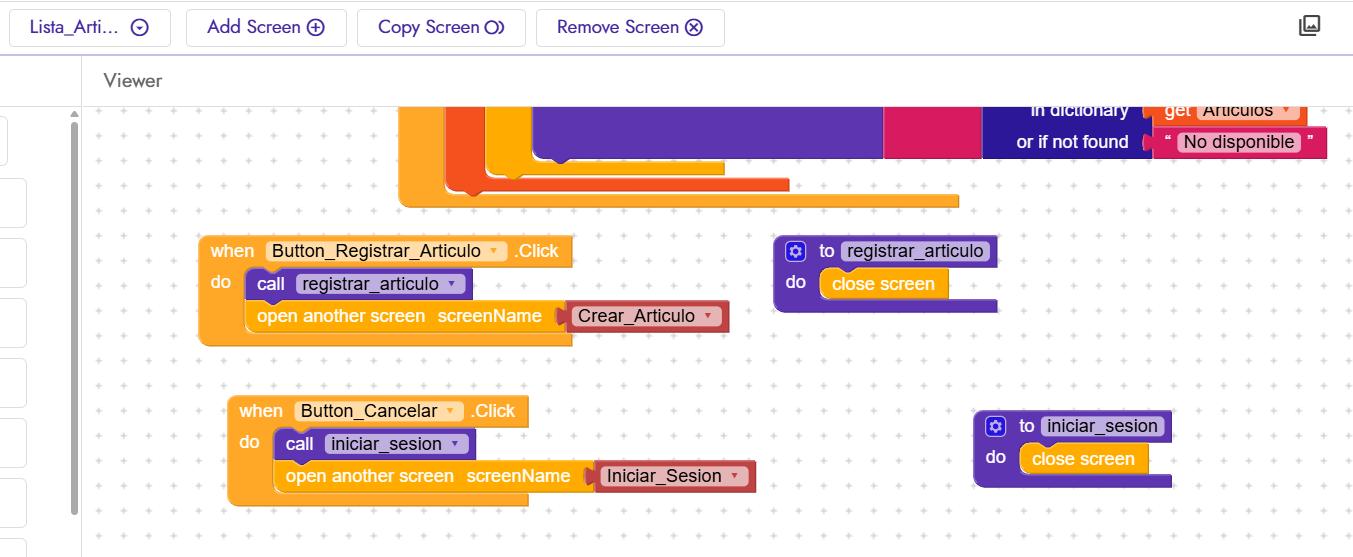 Lista_Arti... Add Screen Copy Screen Remove Screen
Viewer
in dictionary get Articulos
or if not found “ No disponible ”
when Button_Registrar_Articulo .Click
do call registrar_articulo
open another screen screenName Crear_Articulo
to registrar_articulo
do close screen
when Button_Cancelar .Click
do call iniciar_sesion
open another screen screenName Iniciar_Sesion
to iniciar_sesion
do close screen